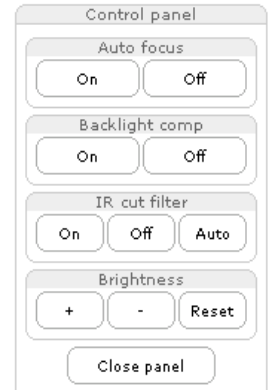 Control panel
Auto focus
On Off
Backlight comp
On Off
IR cut filter
On Off Auto
Brightness
+ - Reset
Close panel